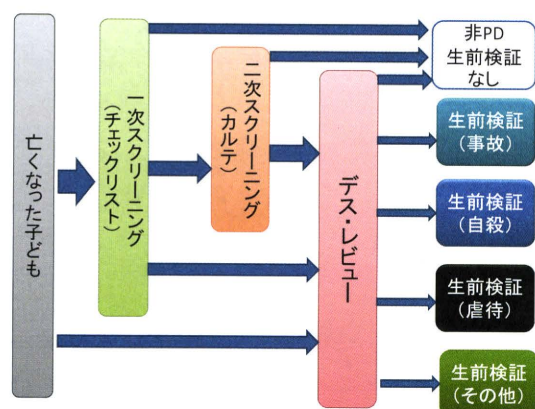 亡くなった子ども
一次スクリーニング
(チェックリスト)
二次スクリーニング
(カルテ)
デス・レビュー
非PD
生前検証
なし
生前検証
(事故)
生前検証
(自殺)
生前検証
(虐待)
生前検証
(その他)